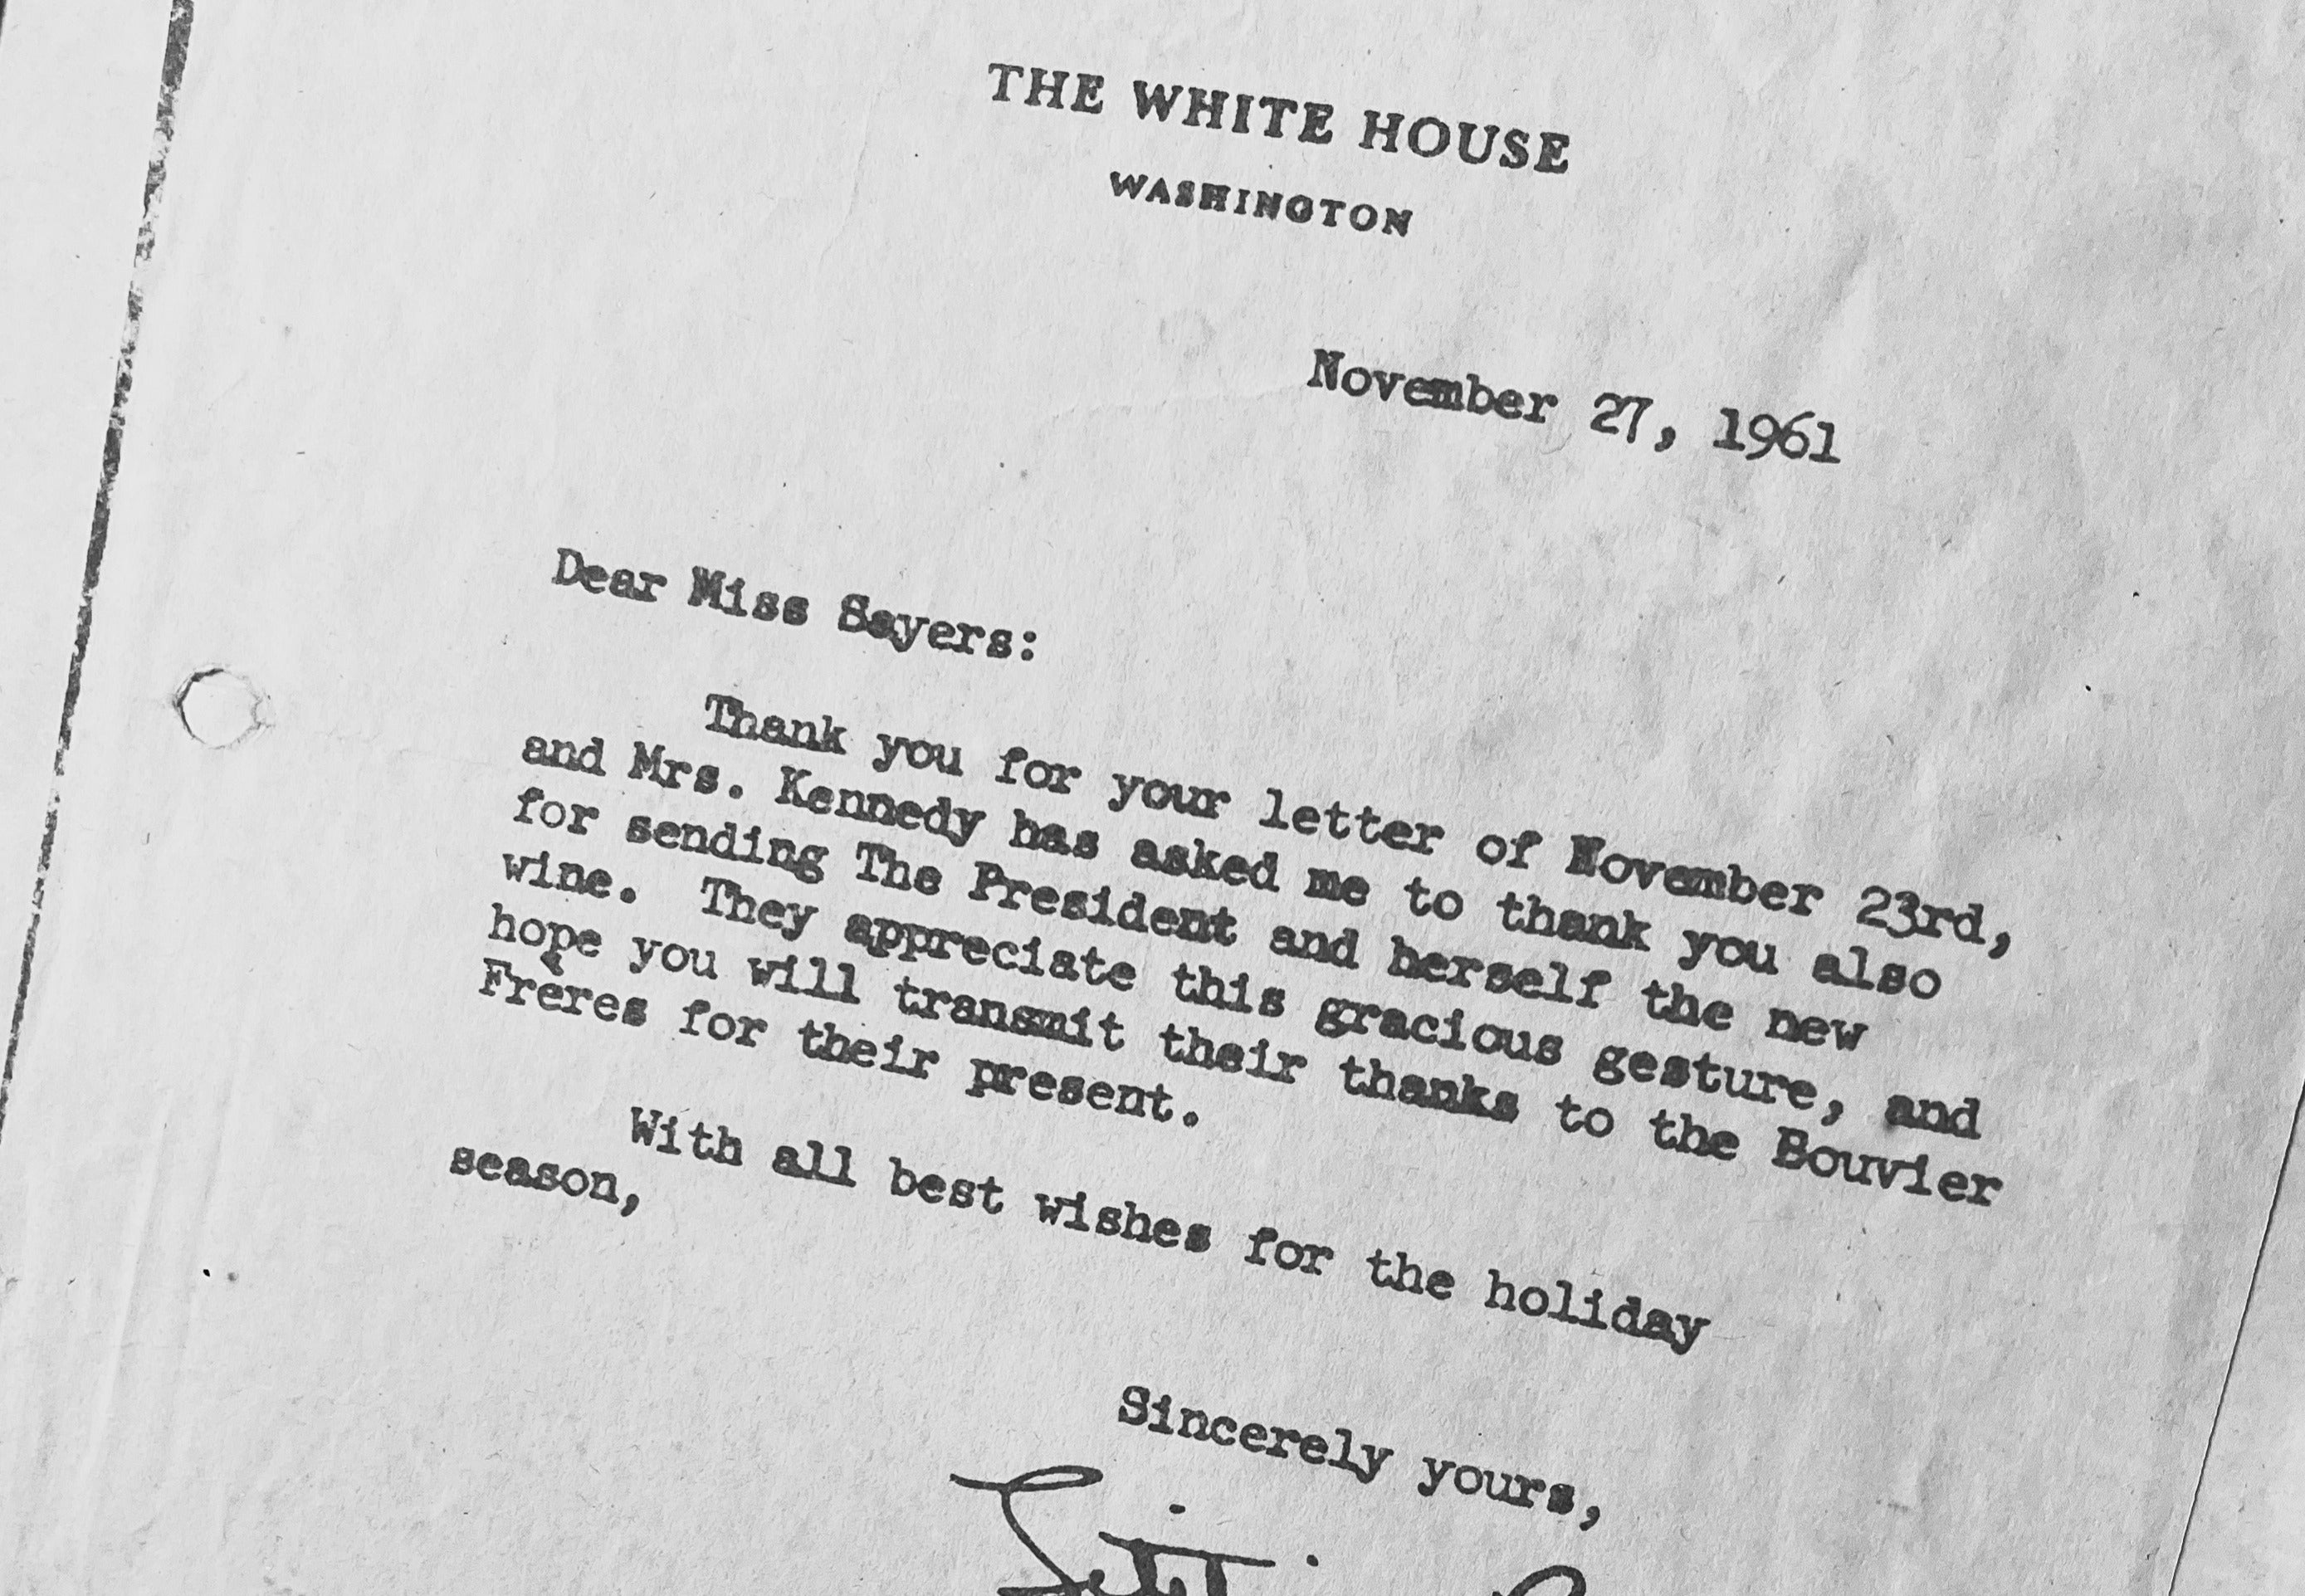 THE WHITE HOUSE
WASHINGTON
November 27, 1961
Dear Miss Sayers:
Thank you for your letter of November 23rd,
and Mrs. Kennedy has asked me to thank you also
for sending The President and herself the new
wine. They appreciate this gracious gesture, and
hope you will transmit their thanks to the Bouvier
Freres for their present.
With all best wishes for the holiday
season,
Sincerely yours,